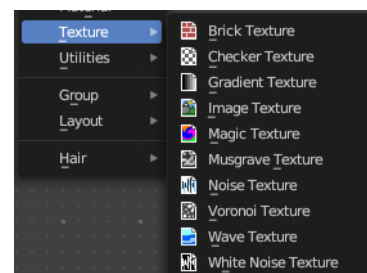 Texture
Utilities
Group
Layout
Hair
Brick Texture
Checker Texture
Gradient Texture
Image Texture
Magic Texture
Musgrave Texture
Noise Texture
Voronoi Texture
Wave Texture
White Noise Texture